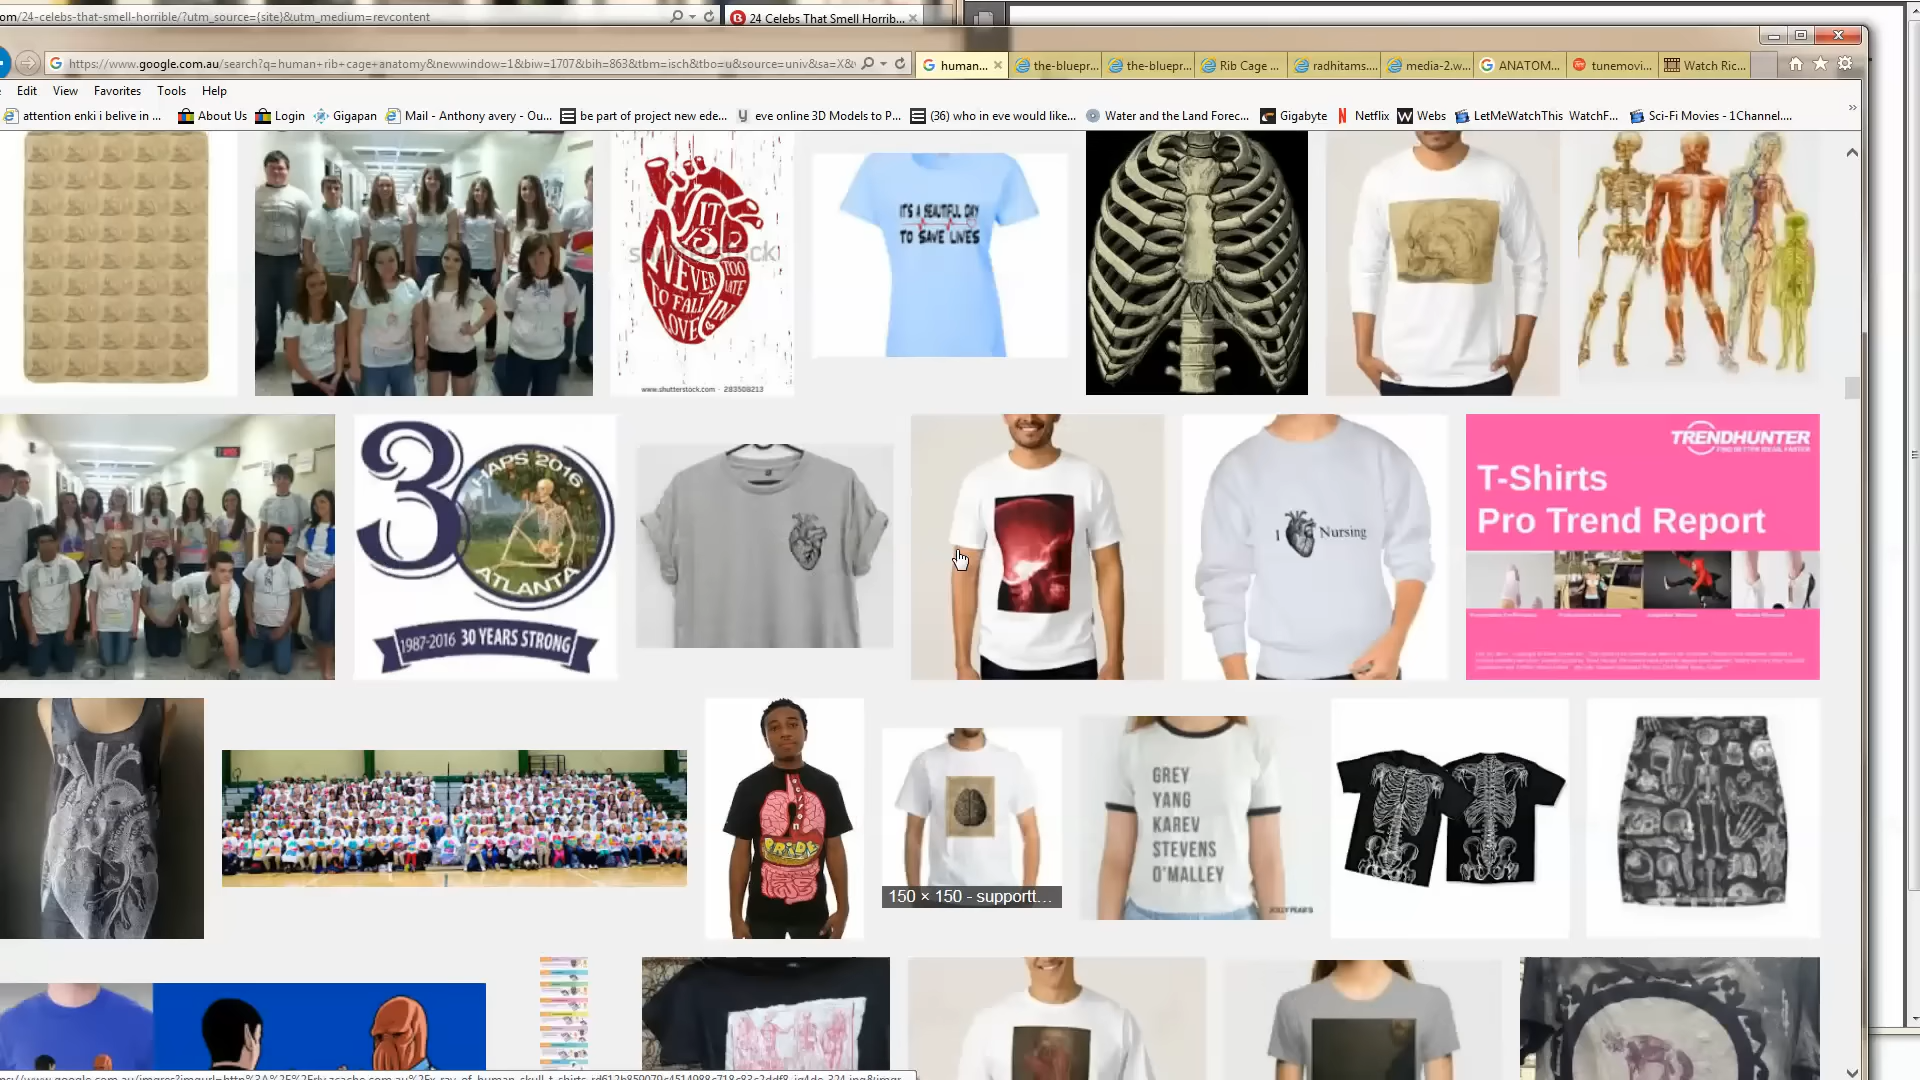 om/24-celebs-that-smell-horrible/?utm_source={site}&utm_medium=revcontent
24 Celebs That Smell Horrib...
https://www.google.com.au/search?q=human+rib+cage+anatomy&newwindow=1&biw=1707&bih=863&tbm=isch&tbo=u&source=univ&sa=X&v
human...
the-bluepr...
the-bluepr...
Rib Cage ...
radhitams....
media-2.w...
ANATOM...
tunemovi...
Watch Ric...
Edit View Favorites Tools Help
attention enki i belive in ...
About Us
Login
Gigapan
Mail - Anthony avery - Ou...
be part of project new ede...
eve online 3D Models to P...
(36) who in eve would like...
Water and the Land Forec...
Gigabyte
Netflix
Webs
LetMeWatchThis WatchF...
Sci-Fi Movies - 1Channel....
IT
IS
NEVER
TOO
LATE
TO FALL
IN
LOVE
shutterstock
www.shutterstock.com · 283508213
IT'S A BEAUTIFUL DAY
TO SAVE LIVES
30
HAPS 2016
ATLANTA
1987-2016 30 YEARS STRONG
I Nursing
TRENDHUNTER
T-Shirts
Pro Trend Report
PRIDE
150 × 150 - supportt...
GREY
YANG
KAREV
STEVENS
O'MALLEY